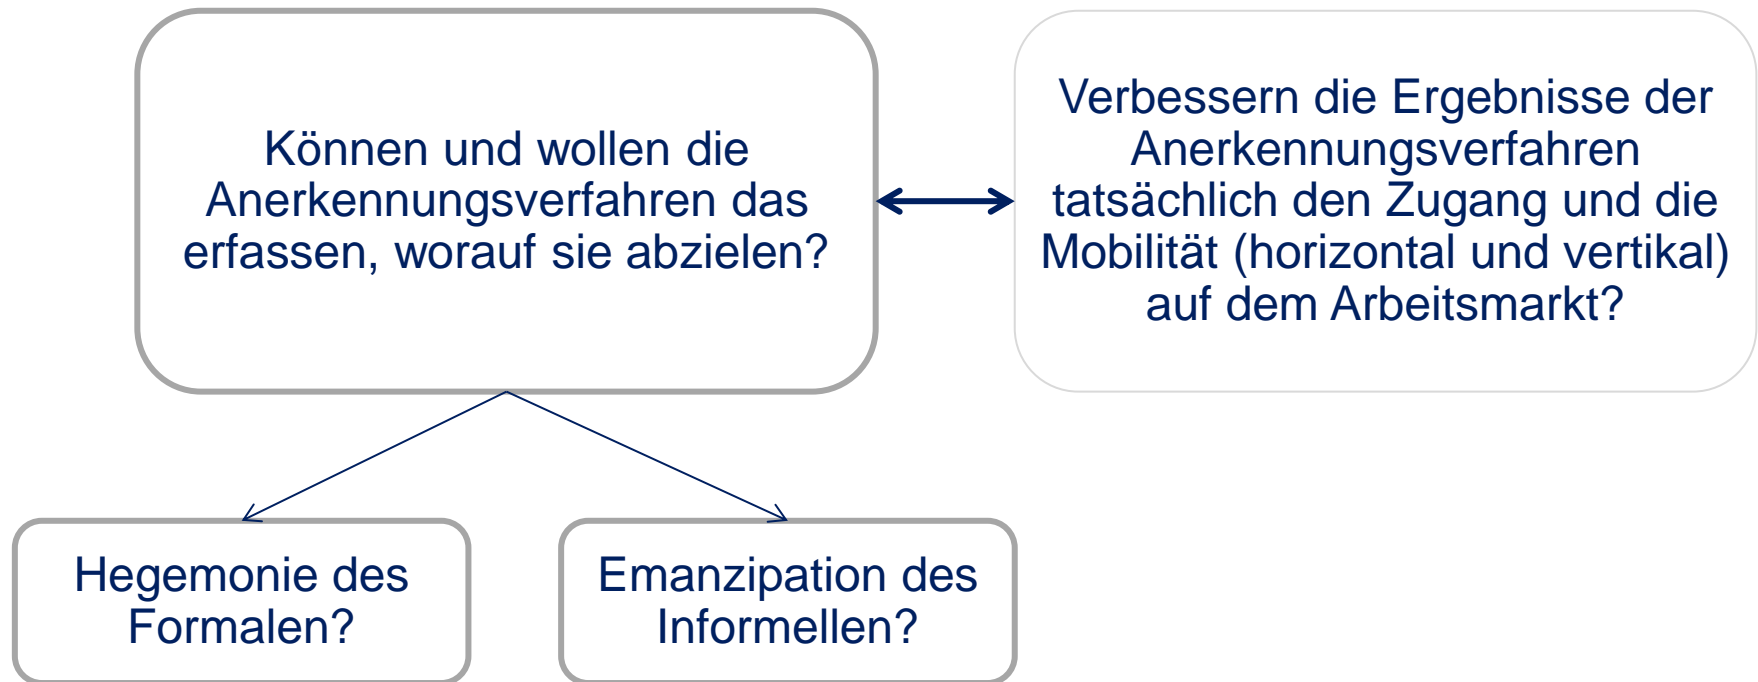 Können und wollen die
Anerkennungsverfahren das
erfassen, worauf sie abzielen?
Verbessern die Ergebnisse der
Anerkennungsverfahren
tatsächlich den Zugang und die
Mobilität (horizontal und vertikal)
auf dem Arbeitsmarkt?
Hegemonie des
Formalen?
Emanzipation des
Informellen?